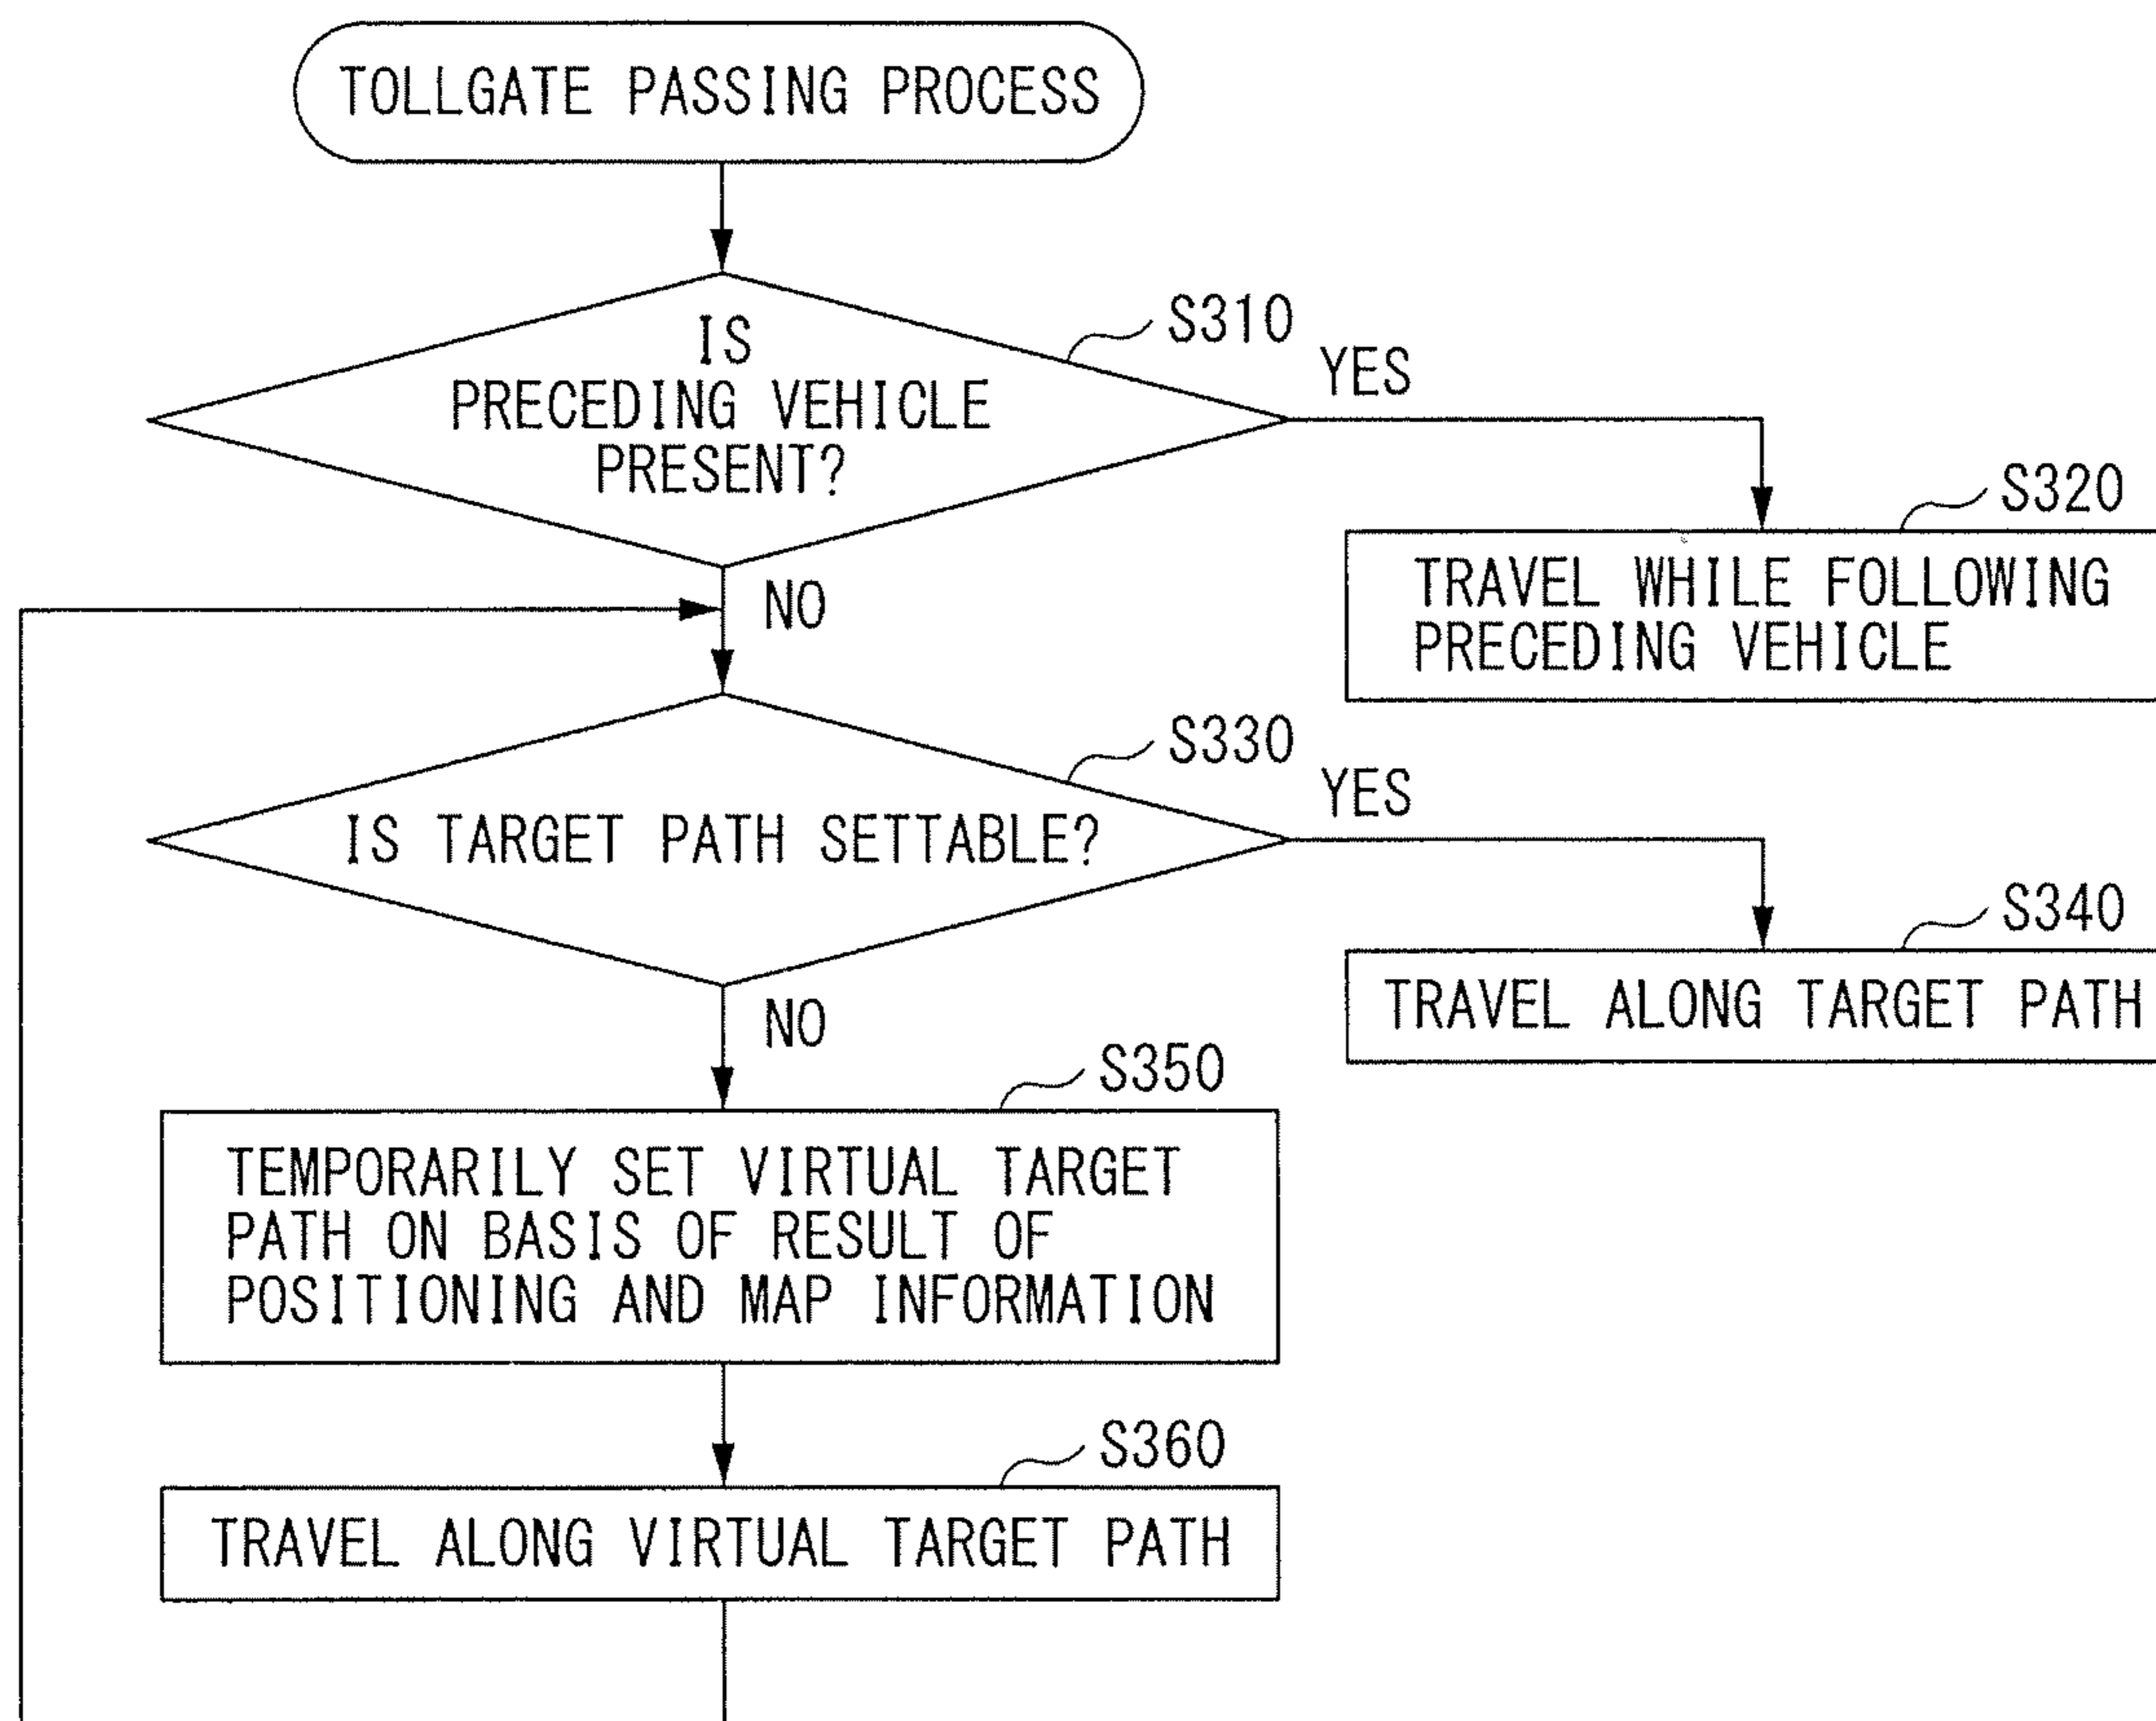 TOLLGATE PASSING PROCESS
S310
IS
PRECEDING VEHICLE
PRESENT?
YES
S320
TRAVEL WHILE FOLLOWING
PRECEDING VEHICLE
NO
S330
IS TARGET PATH SETTABLE?
YES
S340
TRAVEL ALONG TARGET PATH
NO
S350
TEMPORARILY SET VIRTUAL TARGET
PATH ON BASIS OF RESULT OF
POSITIONING AND MAP INFORMATION
S360
TRAVEL ALONG VIRTUAL TARGET PATH